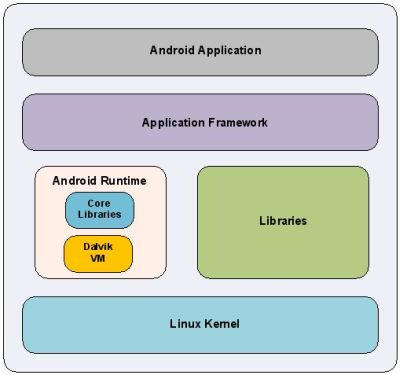 Android Application
Application Framework
Android Runtime
Core
Libraries
Dalvik
VM
Libraries
Linux Kernel